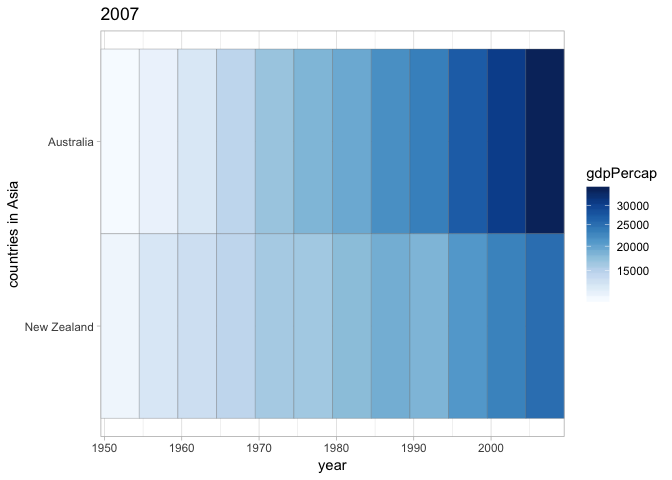 2007
Australia
New Zealand
countries in Asia
1950 1960 1970 1980 1990 2000
year
gdpPercap
30000
25000
20000
15000